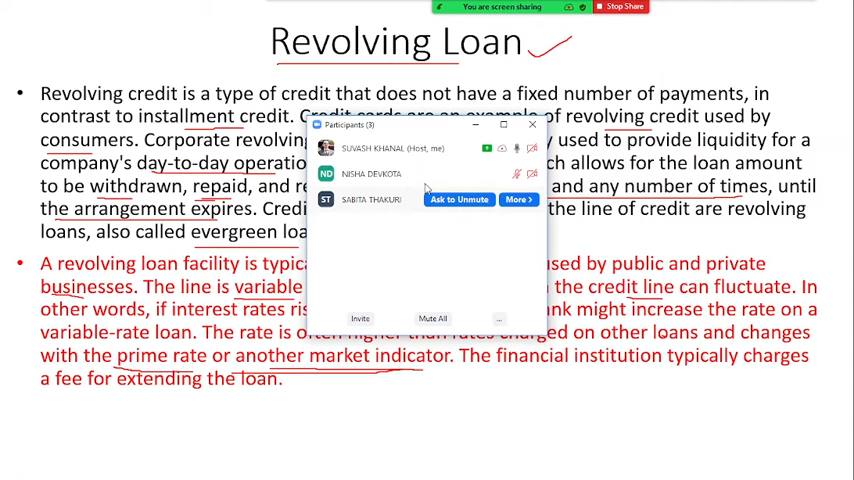 You are screen sharing
Stop Share
Revolving Loan
• Revolving credit is a type of credit that does not have a fixed number of payments, in
contrast to installment credit. Credit cards are an example of revolving credit used by
consumers. Corporate revolving y used to provide liquidity for a
company's day-to-day operatio ich allows for the loan amount
to be withdrawn, repaid, and re and any number of times, until
the arrangement expires. Credi the line of credit are revolving
loans, also called evergreen loa
• A revolving loan facility is typica used by public and private
businesses. The line is variable n the credit line can fluctuate. In
other words, if interest rates ris nk might increase the rate on a
variable-rate loan. The rate is often higher than rates charged on other loans and changes
with the prime rate or another market indicator. The financial institution typically charges
a fee for extending the loan.
Participants (3)
SUVASH KHANAL (Host, me)
ND NISHA DEVKOTA
ST SABITA THAKURI Ask to Unmute More >
Invite Mute All ...